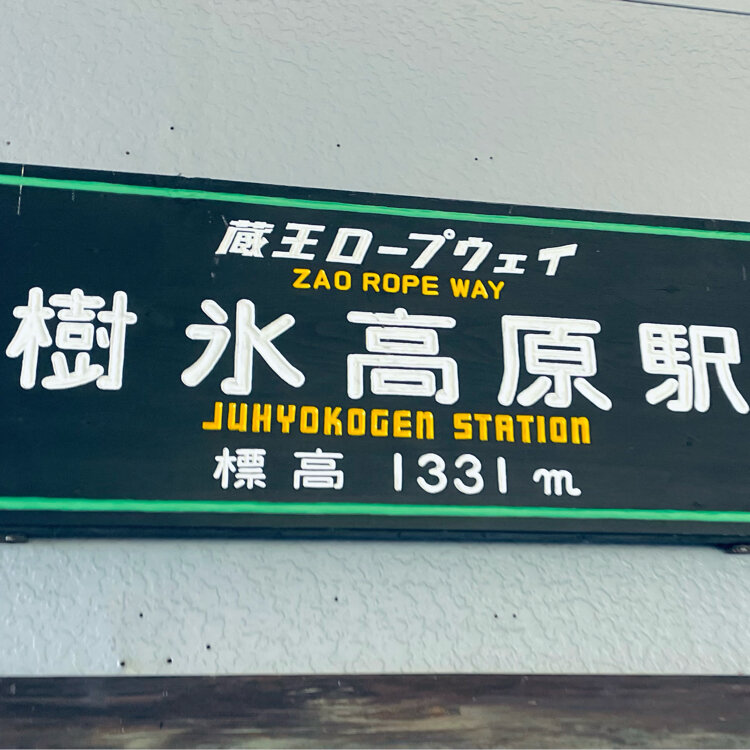 蔵王ロープウェイ
ZAO ROPE WAY
樹氷高原駅
JUHYOKOGEN STATION
標高 1331m